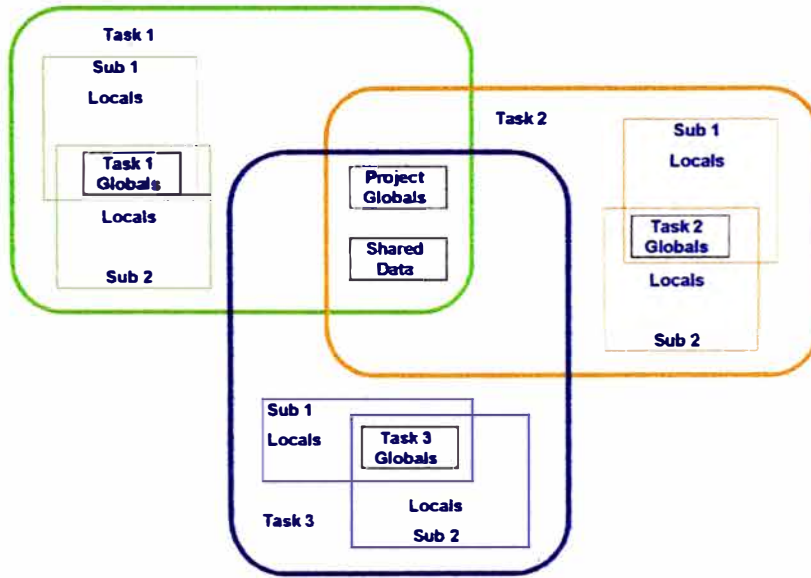 Task 1
Sub 1
Locals
Task 1
Globals
Locals
Sub 2
Task 2
Sub 1
Locals
Task 2
Globals
Locals
Sub 2
Project
Globals
Shared
Data
Sub 1
Locals
Task 3
Globals
Locals
Sub 2
Task 3